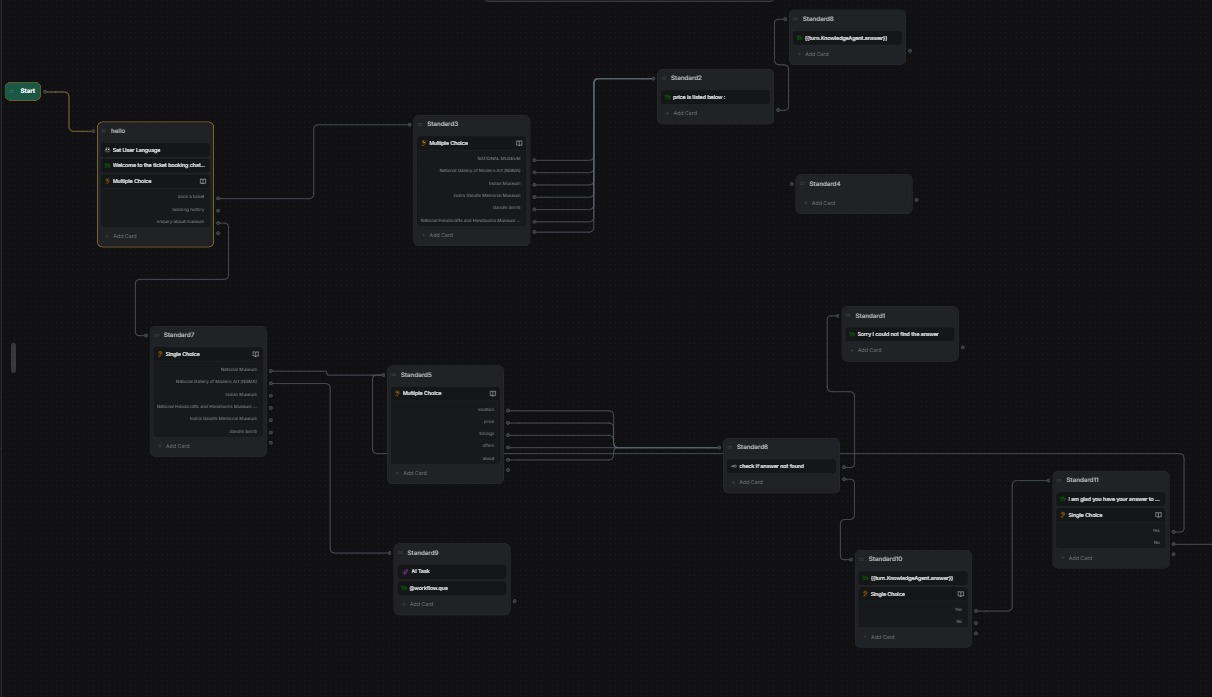 Start
hello
Set User Language
Welcome to the ticket booking chat...
Multiple Choice
book a ticket
booking history
enquiry about museum
Add Card
Standard3
Multiple Choice
NATIONAL MUSEUM
National Gallery of Modern Art (NGMA)
Indian Museum
Indira Gandhi Memorial Museum
Gandhi Smriti
National Handicrafts and Handlooms Museum ...
Add Card
Standard2
price is listed below :
Add Card
Standard8
{{turn.KnowledgeAgent.answer}}
Add Card
Standard4
Add Card
Standard7
Single Choice
National Museum
National Gallery of Modern Art (NGMA)
Indian Museum
National Handicrafts and Handlooms Museum ...
Indira Gandhi Memorial Museum
Gandhi Smriti
Add Card
Standard5
Multiple Choice
location
price
timings
offers
about
Add Card
Standard9
AI Task
@workflow.que
Add Card
Standard1
Sorry I could not find the answer
Add Card
Standard6
check if answer not found
Add Card
Standard10
{{turn.KnowledgeAgent.answer}}
Single Choice
Yes
No
Add Card
Standard11
I am glad you have your answer to ...
Single Choice
Yes
No
Add Card